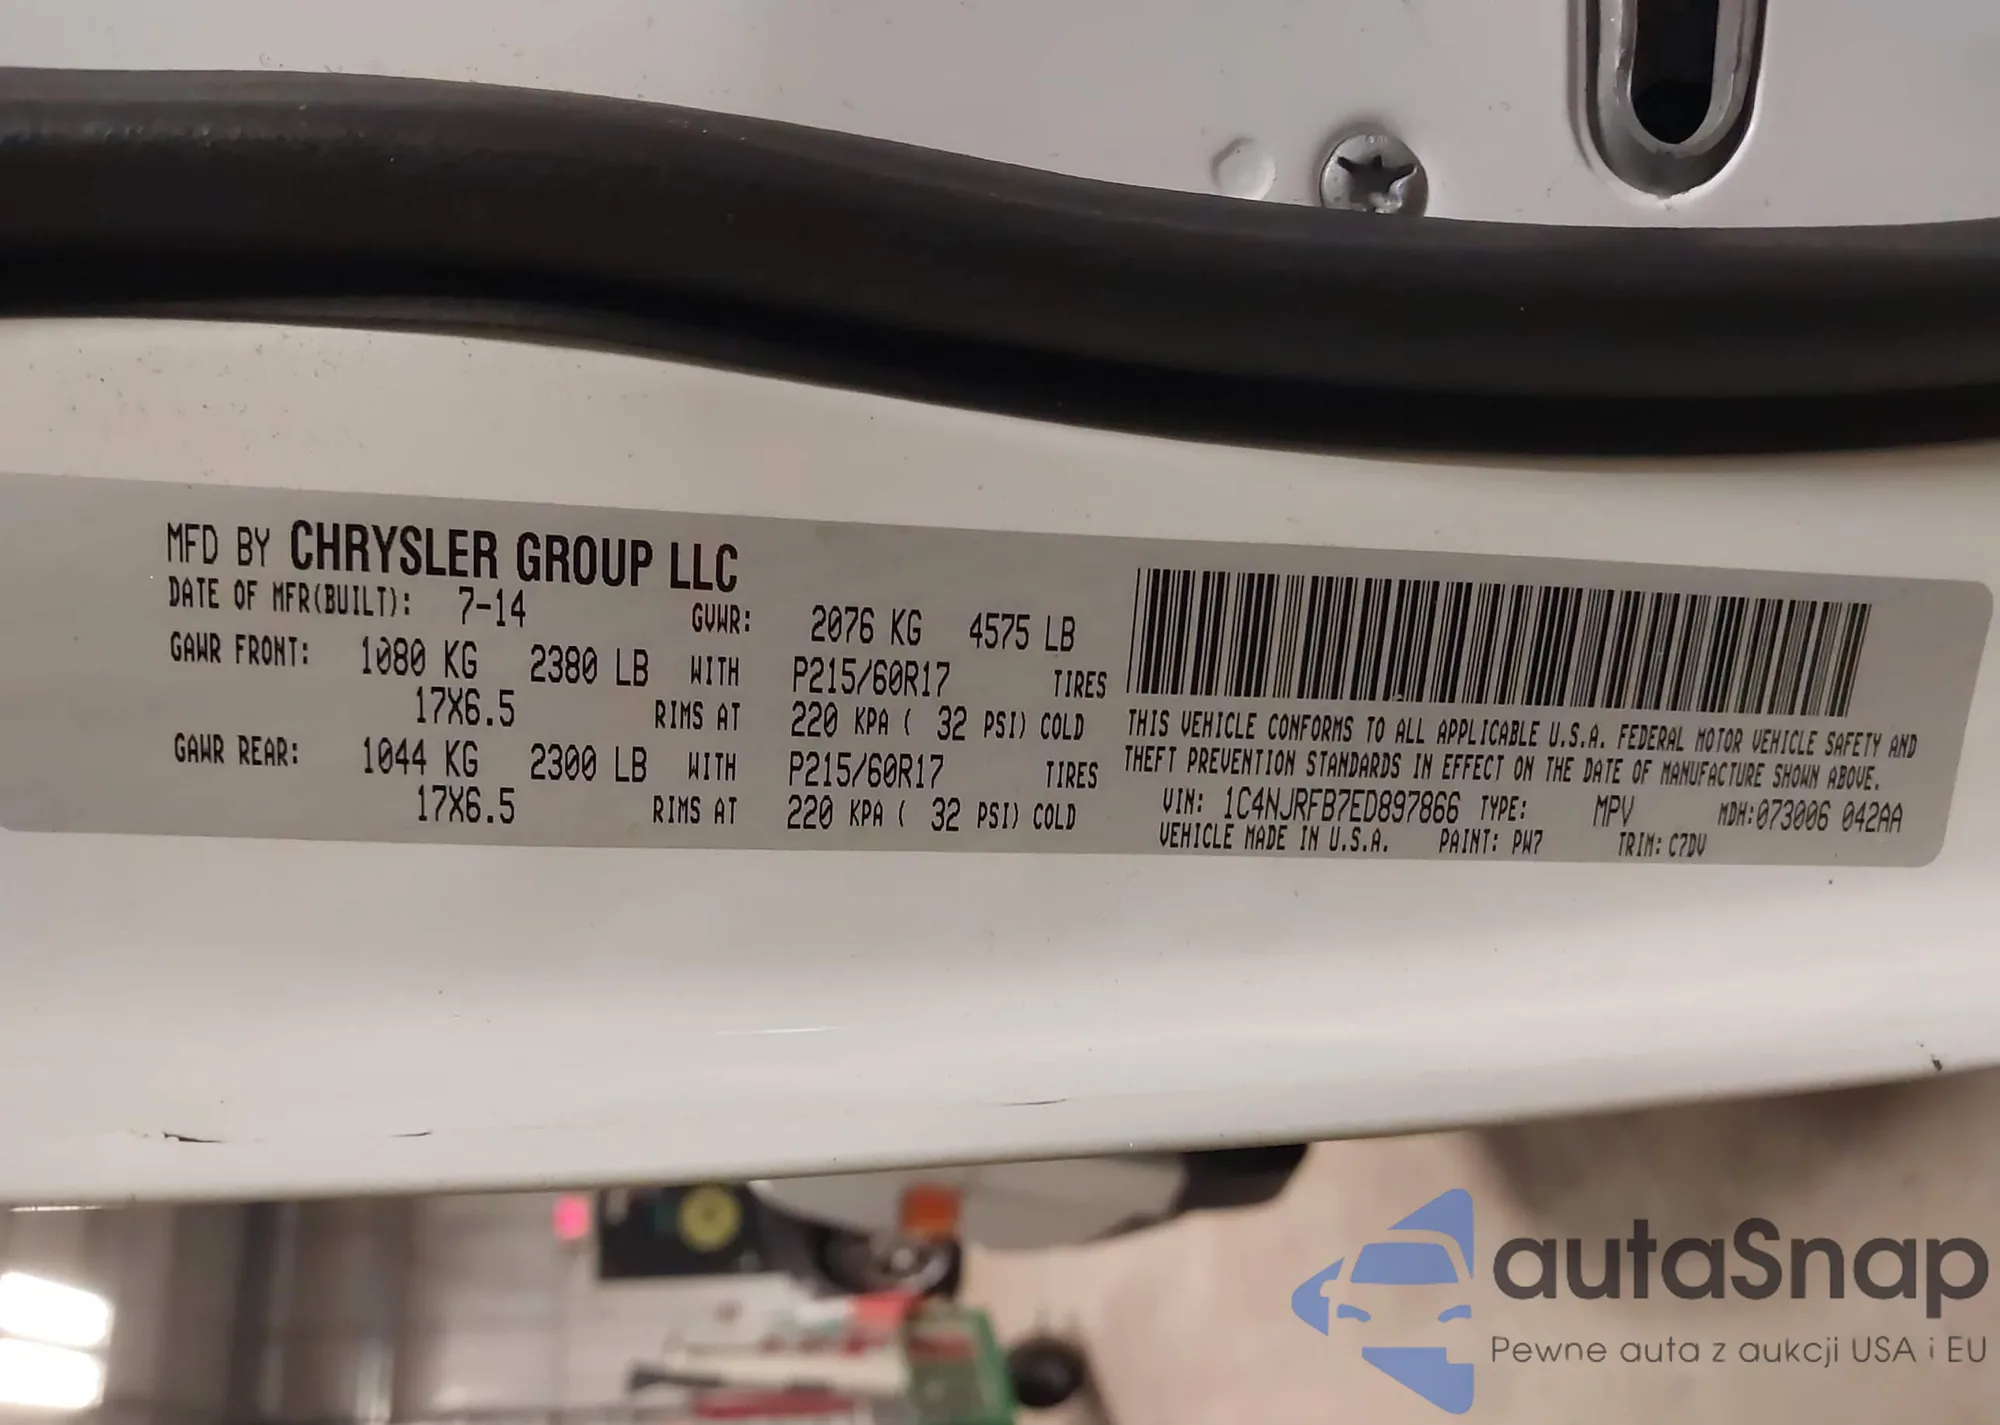 MFD BY CHRYSLER GROUP LLC
DATE OF MFR(BUILT): 7-14 GVWR: 2076 KG 4575 LB
GAWR FRONT: 1080 KG 2380 LB WITH P215/60R17 TIRES
17X6.5 RIMS AT 220 KPA ( 32 PSI) COLD
GAWR REAR: 1044 KG 2300 LB WITH P215/60R17 TIRES
17X6.5 RIMS AT 220 KPA ( 32 PSI) COLD
THIS VEHICLE CONFORMS TO ALL APPLICABLE U.S.A. FEDERAL MOTOR VEHICLE SAFETY AND
THEFT PREVENTION STANDARDS IN EFFECT ON THE DATE OF MANUFACTURE SHOWN ABOVE.
VIN: 1C4NJRFB7ED897866 TYPE: MPV MDH:073006 042AA
VEHICLE MADE IN U.S.A. PAINT: PW7 TRIM: C7DV
autaSnap
Pewne auta z aukcji USA i EU